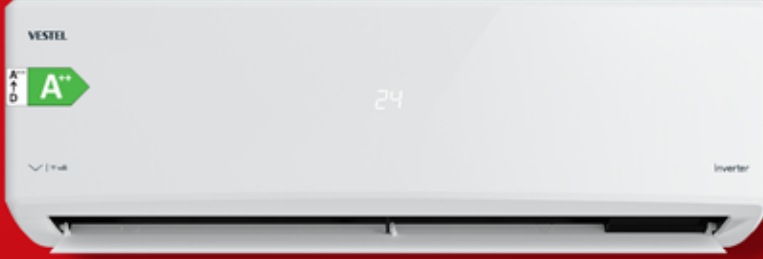 VESTEL
A++
A+++
↑
D
24
inverter